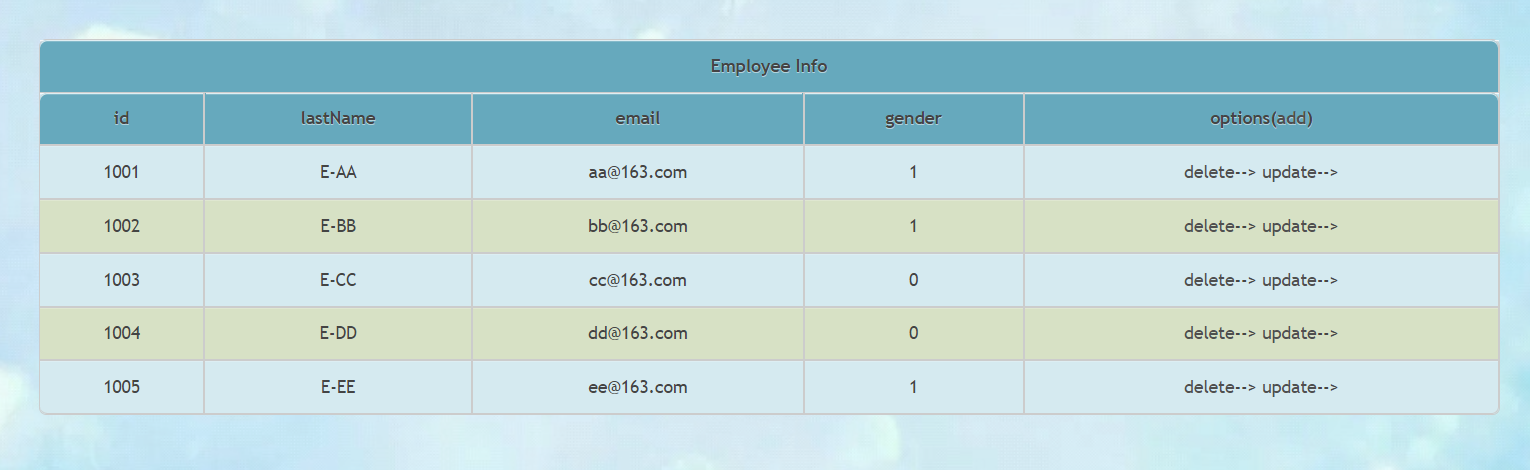 Employee Info
id lastName email gender options(add)
1001 E-AA aa@163.com 1 delete--> update-->
1002 E-BB bb@163.com 1 delete--> update-->
1003 E-CC cc@163.com 0 delete--> update-->
1004 E-DD dd@163.com 0 delete--> update-->
1005 E-EE ee@163.com 1 delete--> update-->